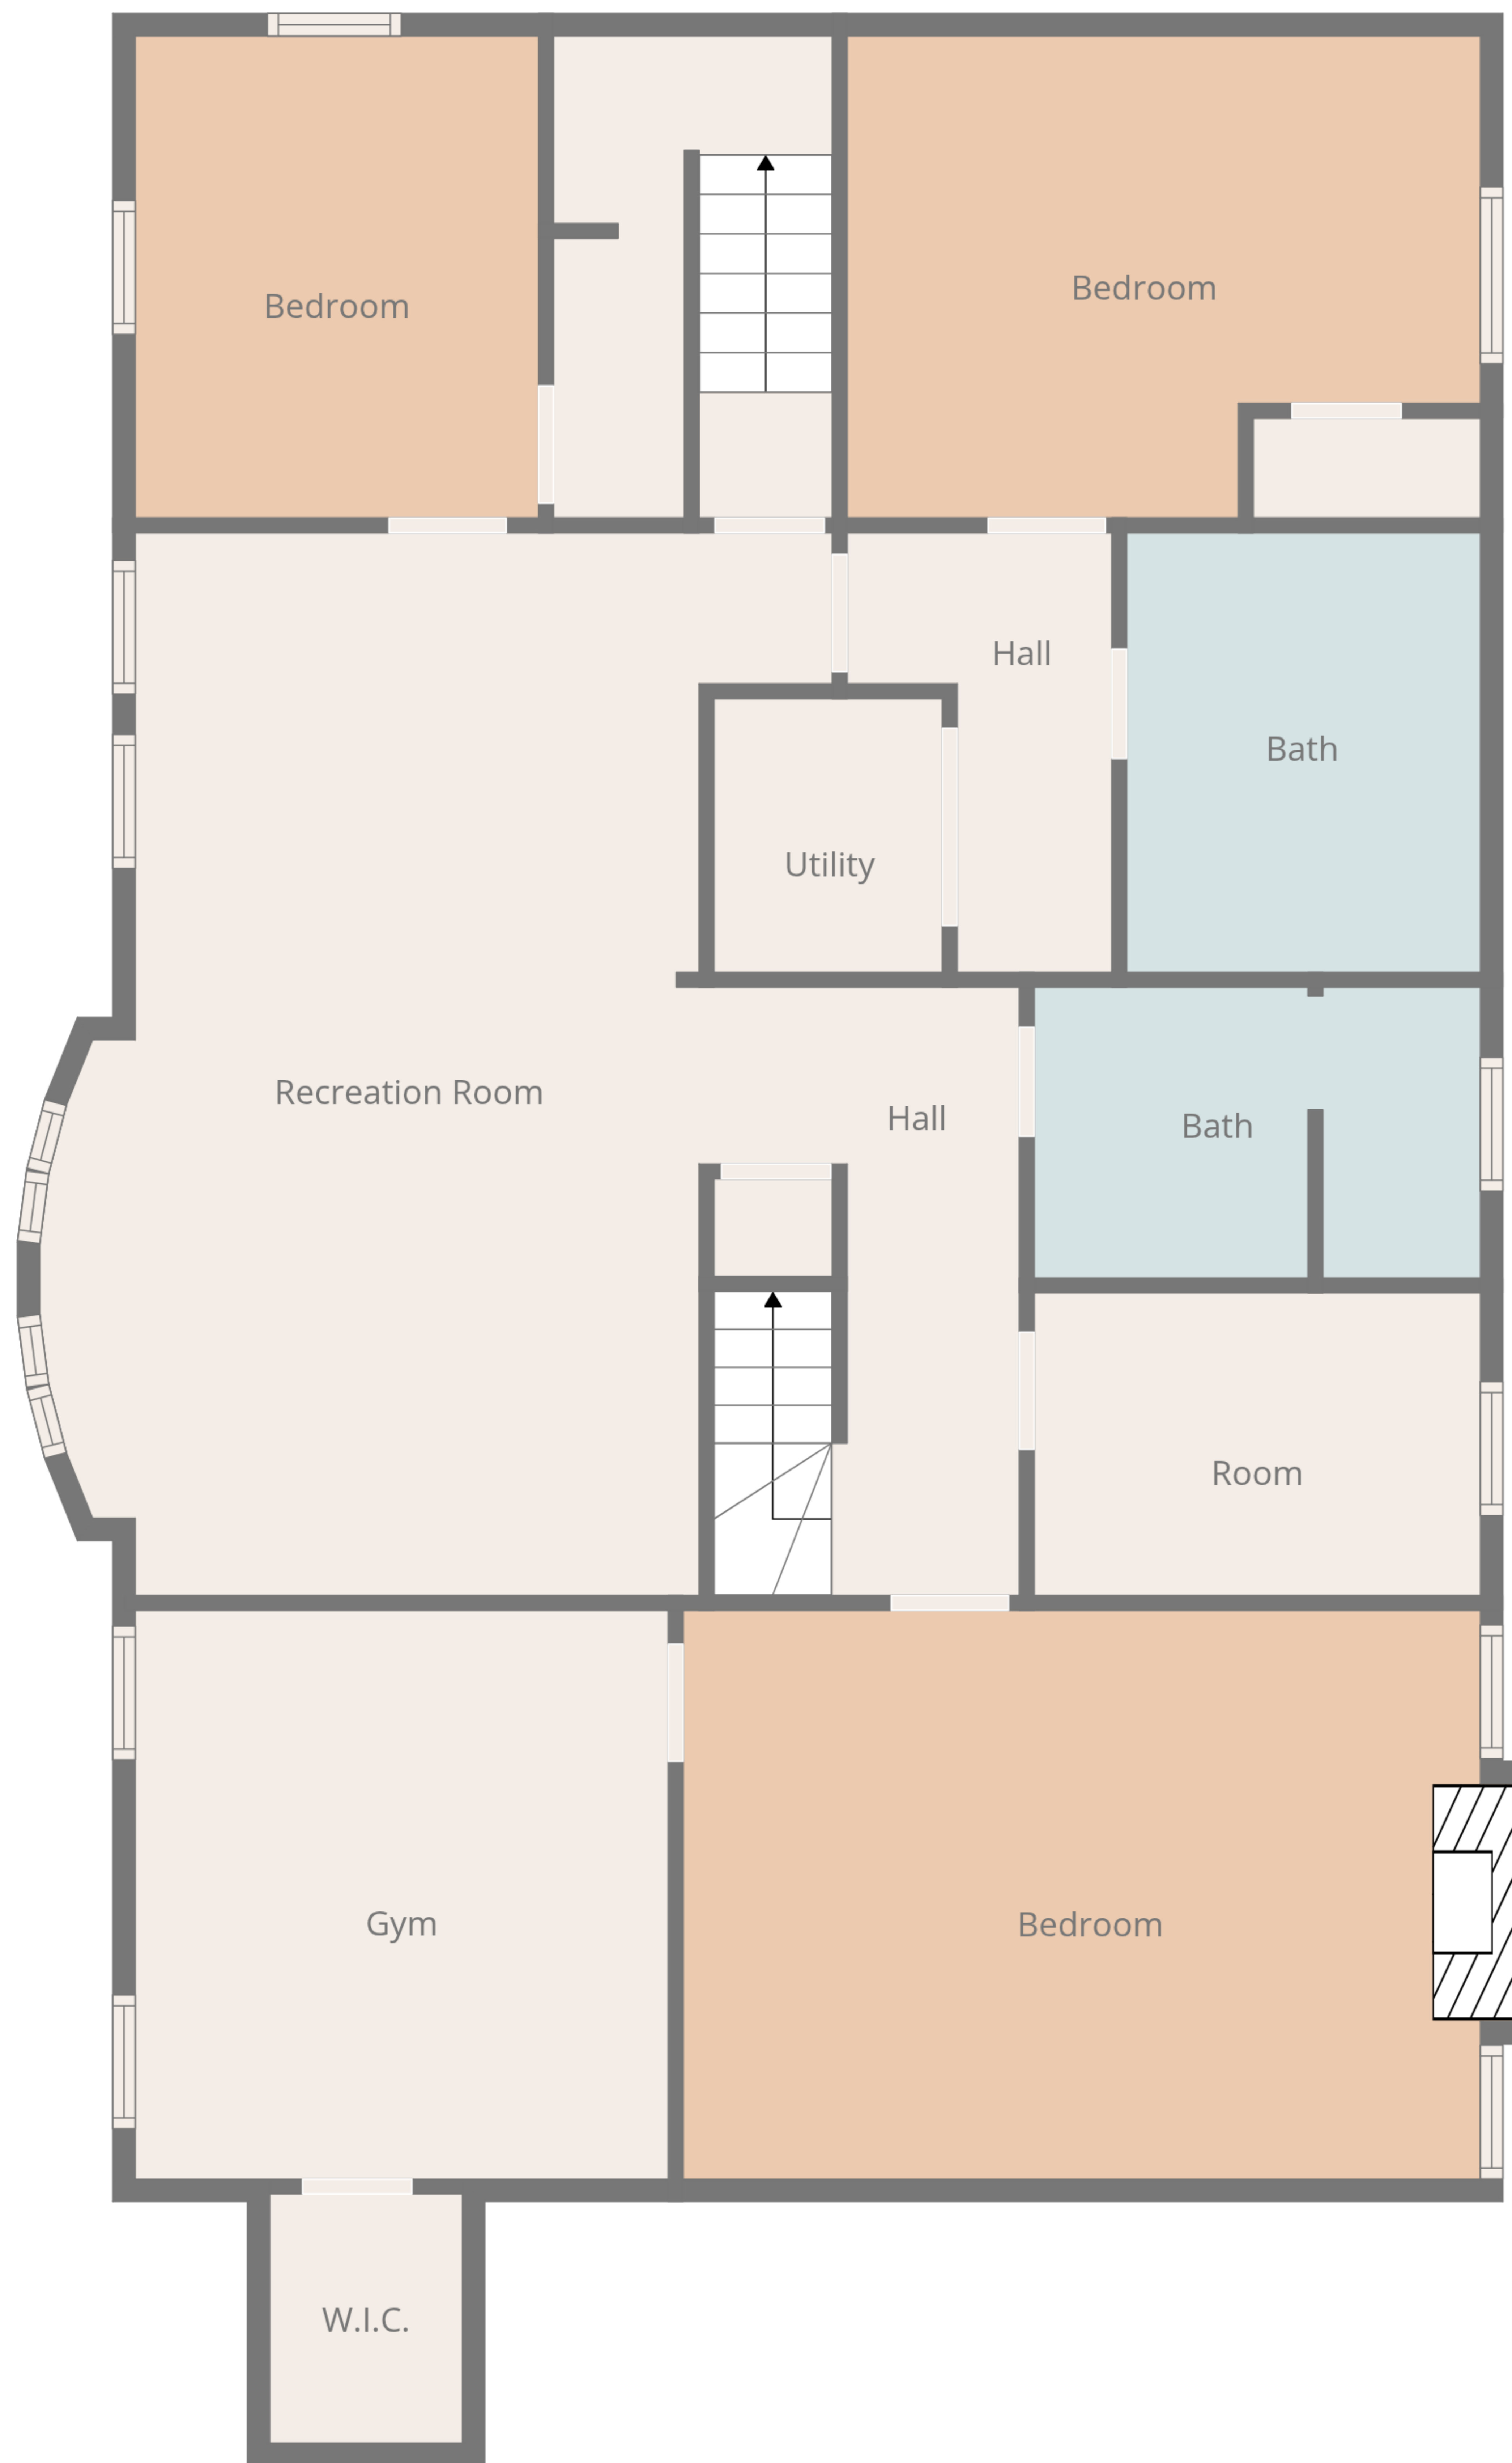 Bedroom
Bedroom
Hall
Bath
Utility
Recreation Room
Hall
Bath
Room
Gym
Bedroom
W.I.C.